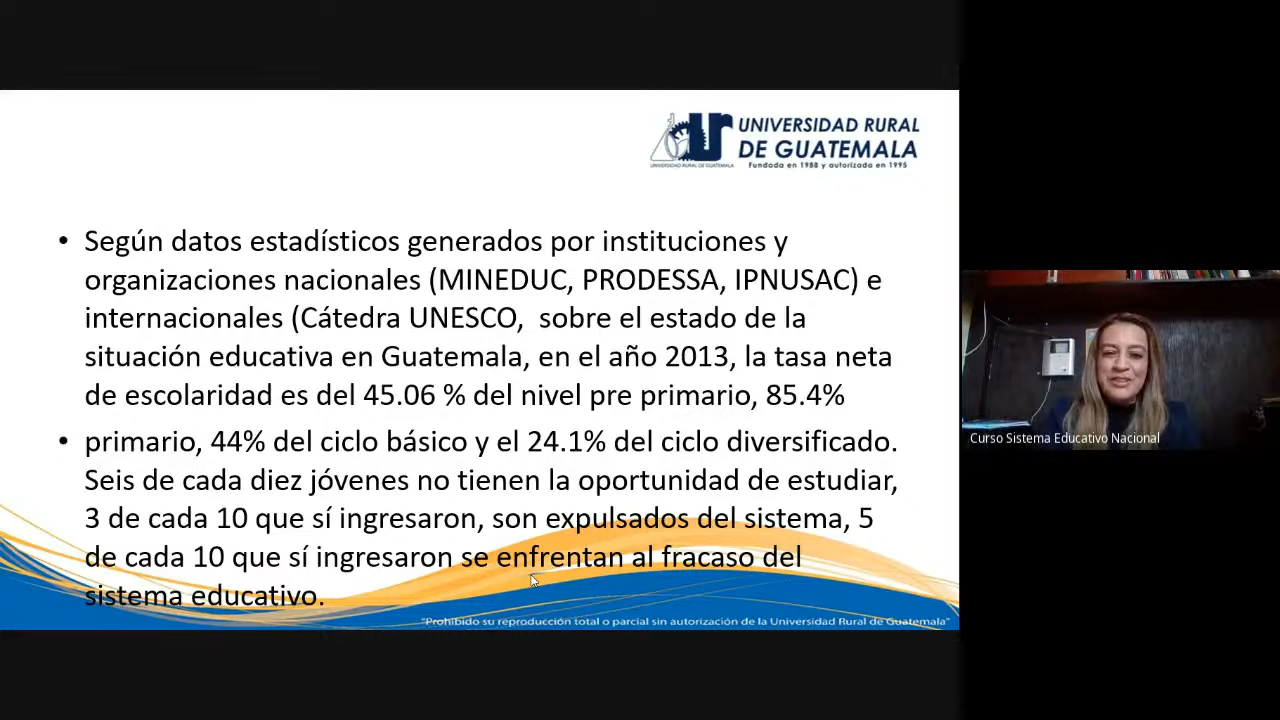 UNIVERSIDAD RURAL
DE GUATEMALA
Fundada en 1988 y autorizada en 1995
UNIVERSIDAD RURAL DE GUATEMALA
• Según datos estadísticos generados por instituciones y
organizaciones nacionales (MINEDUC, PRODESSA, IPNUSAC) e
internacionales (Cátedra UNESCO,  sobre el estado de la
situación educativa en Guatemala, en el año 2013, la tasa neta
de escolaridad es del 45.06 % del nivel pre primario, 85.4%
• primario, 44% del ciclo básico y el 24.1% del ciclo diversificado.
Seis de cada diez jóvenes no tienen la oportunidad de estudiar,
3 de cada 10 que sí ingresaron, son expulsados del sistema, 5
de cada 10 que sí ingresaron se enfrentan al fracaso del
sistema educativo.
"Prohibido su reproducción total o parcial sin autorización de la Universidad Rural de Guatemala"
Curso Sistema Educativo Nacional